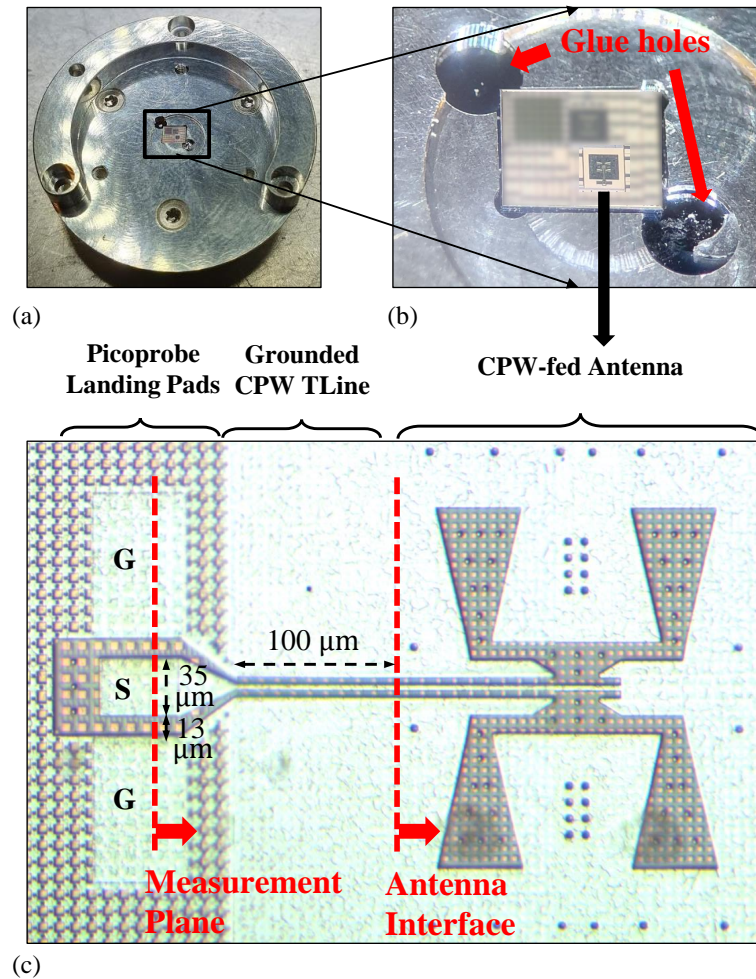 Glue holes
(a)
(b)
Picoprobe
Landing Pads
Grounded
CPW TLine
CPW-fed Antenna
G
100 μm
S
35
μm
13
μm
G
Measurement
Plane
Antenna
Interface
(c)